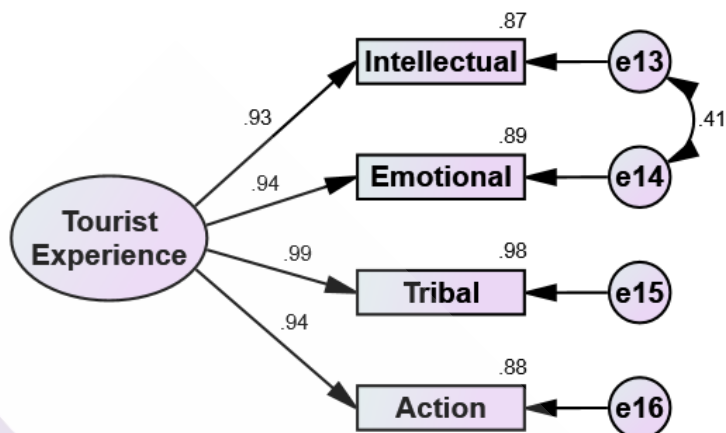 .87
Intellectual
e13
.93
.41
.89
.94
Emotional
e14
Tourist
Experience
.98
.99
Tribal
e15
.94
.88
Action
e16